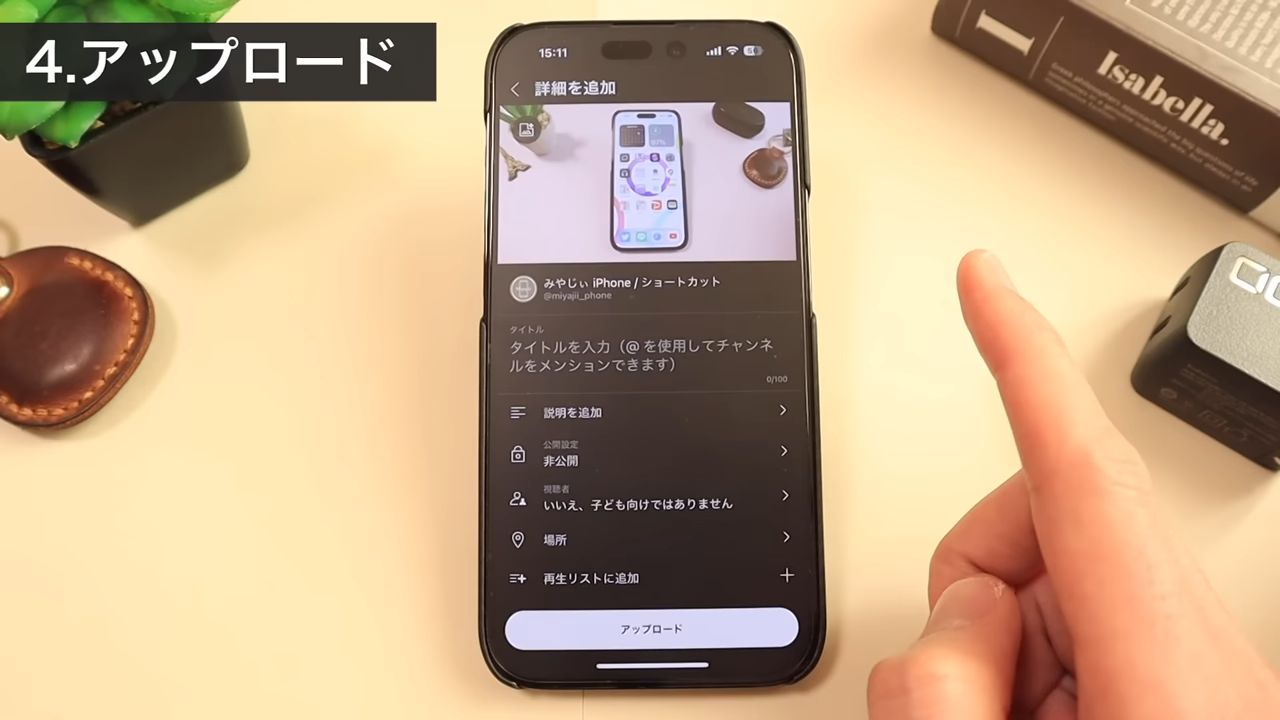 4.アップロード
15:11
詳細を追加
みやじぃ iPhone / ショートカット
@miyajii_phone
タイトル
タイトルを入力（@ を使用してチャンネ
ルをメンションできます）
0/100
説明を追加
公開設定
非公開
視聴者
いいえ、子ども向けではありません
場所
再生リストに追加
アップロード
Isabella.